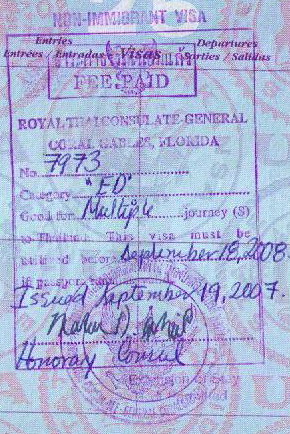 NON-IMMIGRANT VISA
Entries Departures
Entrées / Entradas Visas Sorties / Salidas
FEE PAID
ROYAL THAI CONSULATE-GENERAL
CORAL GABLES, FLORIDA
No. 7973
Category "ED"
Good for Multiple journey (S)
to Thailand. This visa must be
utilized before September 18, 2008.
if passport
Issued September 19, 2007.
Honorary Consul